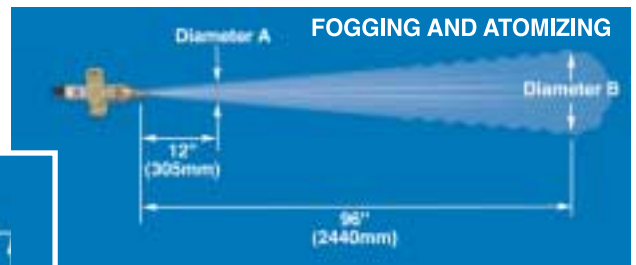 FOGGING AND ATOMIZING
Diameter A
Diameter B
12"
(305mm)
96"
(2440mm)